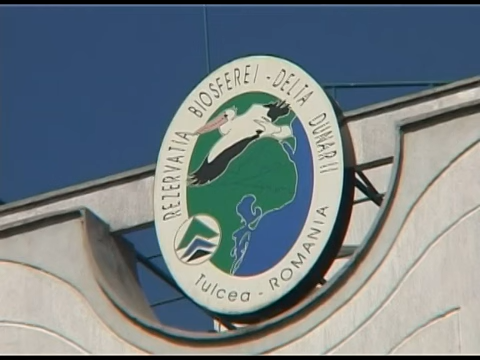 REZERVATIA BIOSFEREI - DELTA DUNARII
Tulcea - ROMANIA